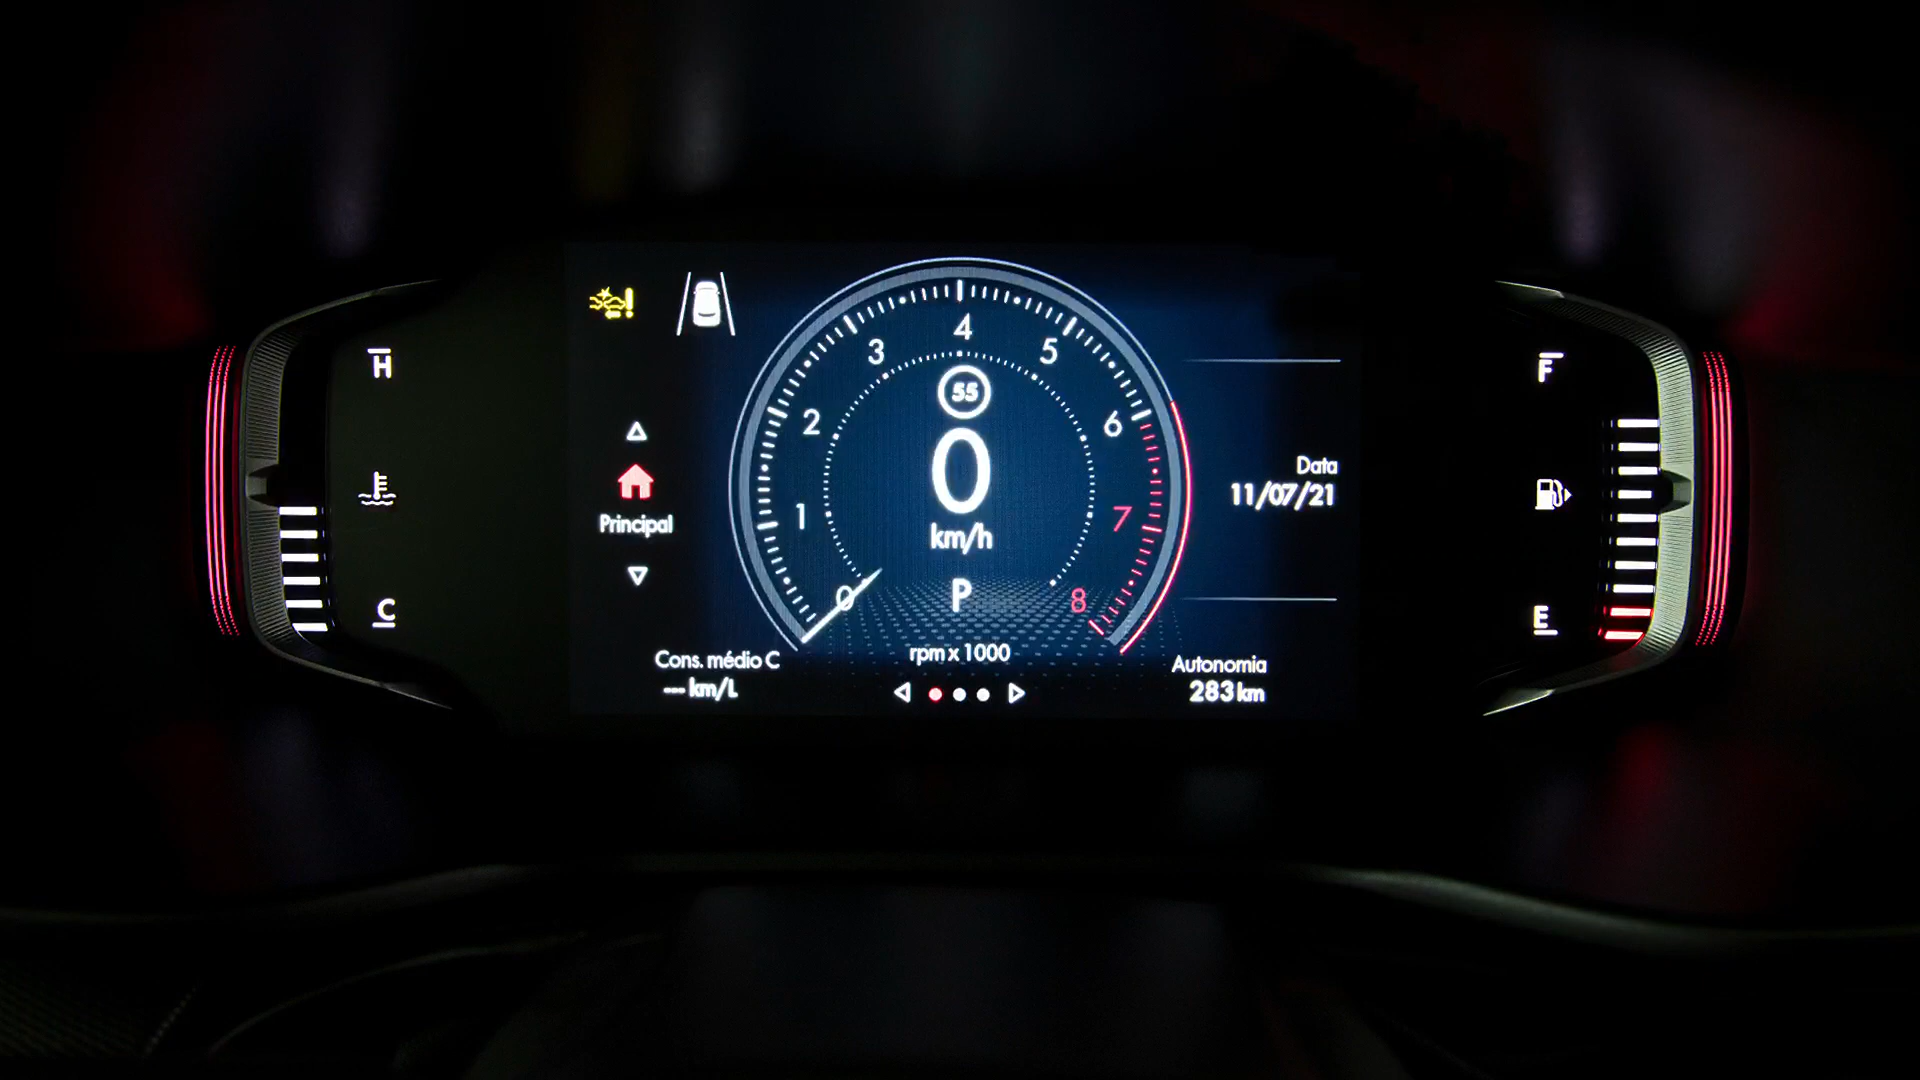 H
C
3
4
5
2
6
1
7
0
8
55
0
km/h
P
rpm x 1000
Principal
Cons. médio C
--- km/L
Data
11/07/21
Autonomia
283 km
F
E